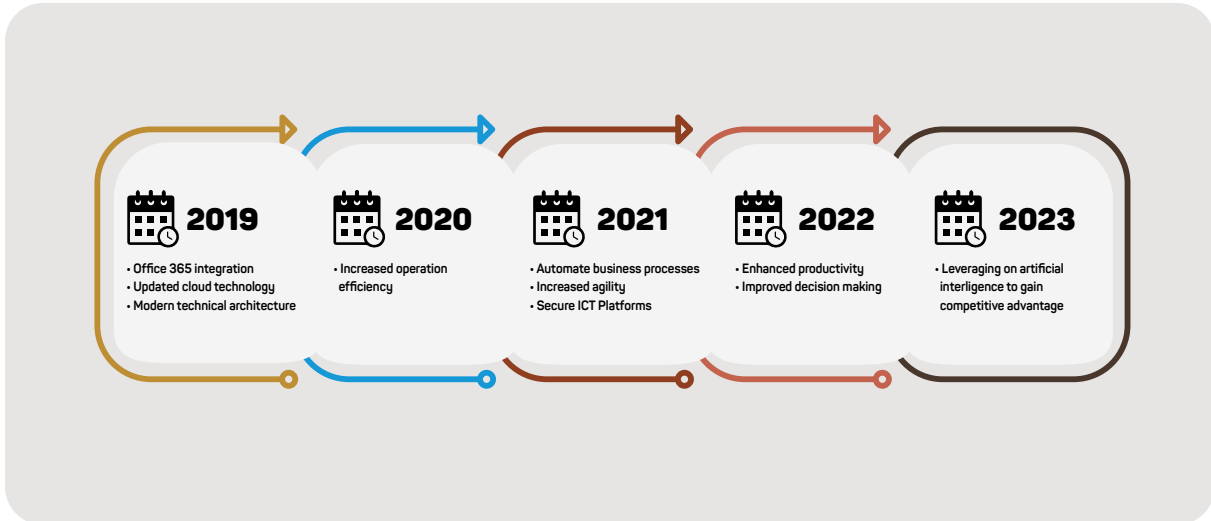 2019
• Office 365 integration
• Updated cloud technology
• Modern technical architecture
2020
• Increased operation
efficiency
2021
• Automate business processes
• Increased agility
• Secure ICT Platforms
2022
• Enhanced productivity
• Improved decision making
2023
• Leveraging on artificial
interligence to gain
competitive advantage